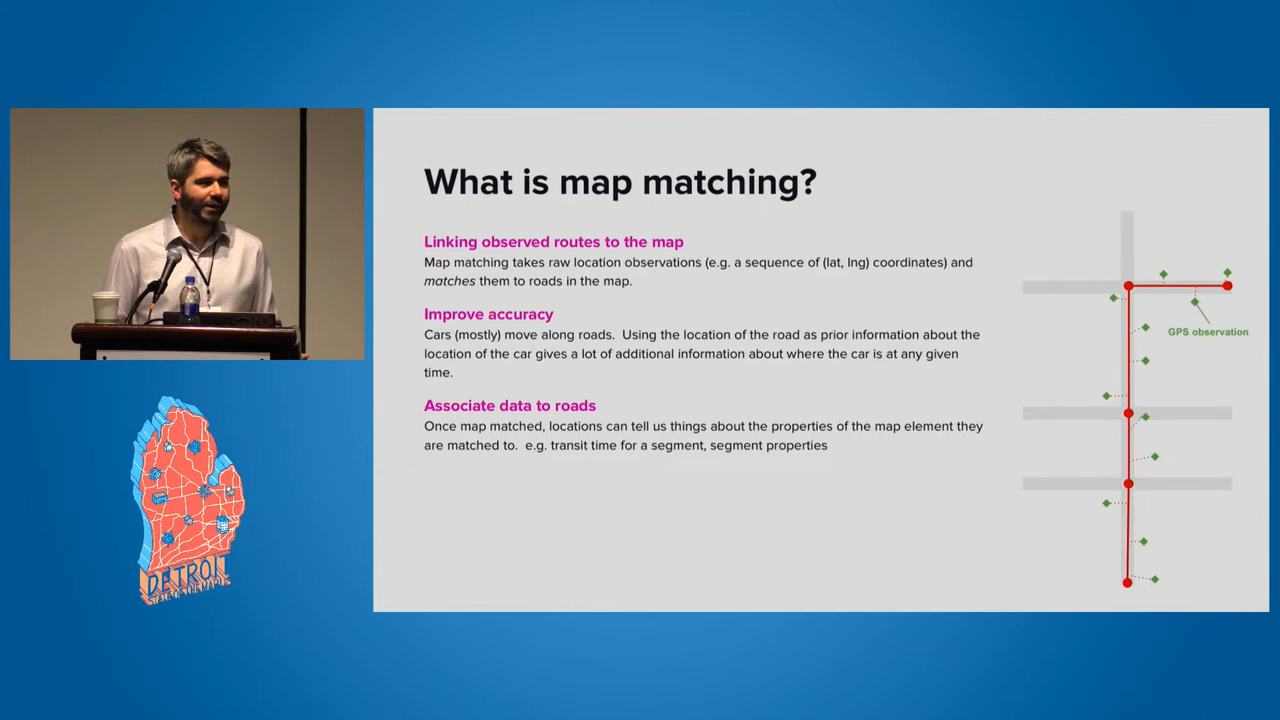 What is map matching?
Linking observed routes to the map
Map matching takes raw location observations (e.g. a sequence of (lat, lng) coordinates) and
matches them to roads in the map.
Improve accuracy
Cars (mostly) move along roads.  Using the location of the road as prior information about the
location of the car gives a lot of additional information about where the car is at any given
time.
Associate data to roads
Once map matched, locations can tell us things about the properties of the map element they
are matched to.  e.g. transit time for a segment, segment properties
GPS observation
DETROIT
STATE OF THE MAP US